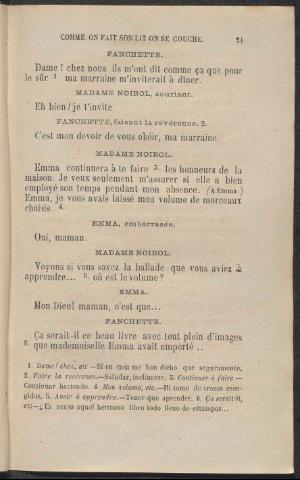 COMME ON FAIT SON LIT ON SE COUCHE. 21
FANCHETTE.
Dame! chez nous ils m'ont dit comme ça que pour
le sûr 1 ma marraine m'inviterait à dîner.
MADAME NOIROL, souriant.
Eh bien! je t'invite
FANCHETTE, faisant la révérence. 2.
C'est mon devoir de vous obéir, ma marraine
MADAME NOIROL.
Emma continuera à te faire 3. les honneurs de la
maison. Je veux seulement m'assurer si elle a bien
employé son temps pendant mon absence. (A Emma)
Emma, je vous avais laissé mon volume de morceaux
choisis 4.
EMMA, embarrasée.
Oui, maman.
MADAME NOIROL.
Voyons si vous savez la ballade que vous aviez à
apprendre... 5. où est le volume?
EMMA.
Mon Dieu! maman, c'est que...
FANCHETTE.
Ça serait-il ce beau livre avec tout plein d'images
6. que mademoiselle Emma avait emporté ..
1. Dame! chez, etc —Si en casa me han dicho que seguramente.
2. Faire la révérence.—Saludar, inclinarse. 3. Continuer à faire —
Continuar haciendo. 4 Mon volume, etc.—Mi tomo de trozos esco-
gidos, 5. Avoir à apprendre.—Tener que aprender. 6. Ça serait-il,
etc—¿Es acaso aquel hermoso libro todo lleno de estampas...